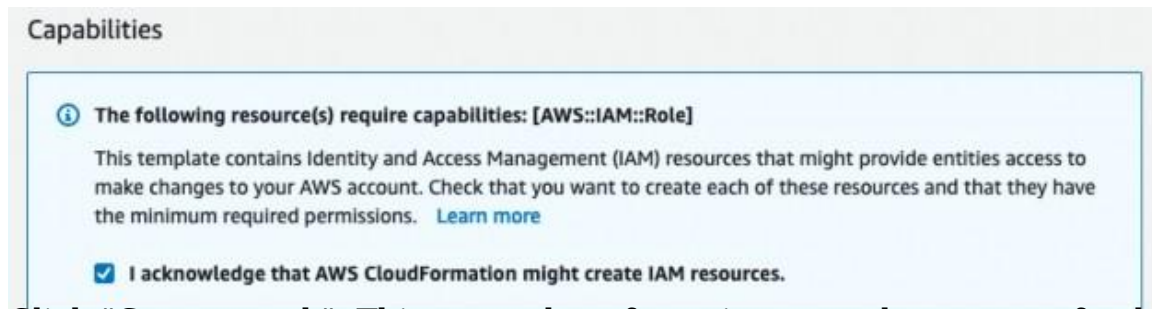 Capabilities
The following resource(s) require capabilities: [AWS::IAM::Role]
This template contains Identity and Access Management (IAM) resources that might provide entities access to
make changes to your AWS account. Check that you want to create each of these resources and that they have
the minimum required permissions. Learn more
I acknowledge that AWS CloudFormation might create IAM resources.